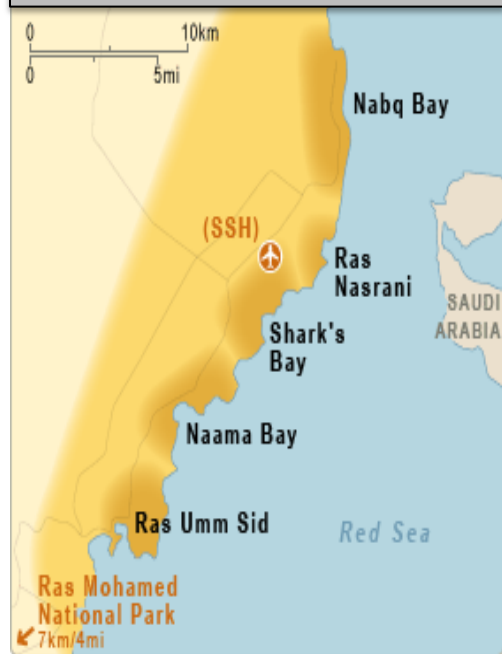 0 10km
0 5mi
Nabq Bay
(SSH)
Ras
Nasrani
SAUDI
ARABIA
Shark's
Bay
Naama Bay
Ras Umm Sid
Red Sea
Ras Mohamed
National Park
7km/4mi